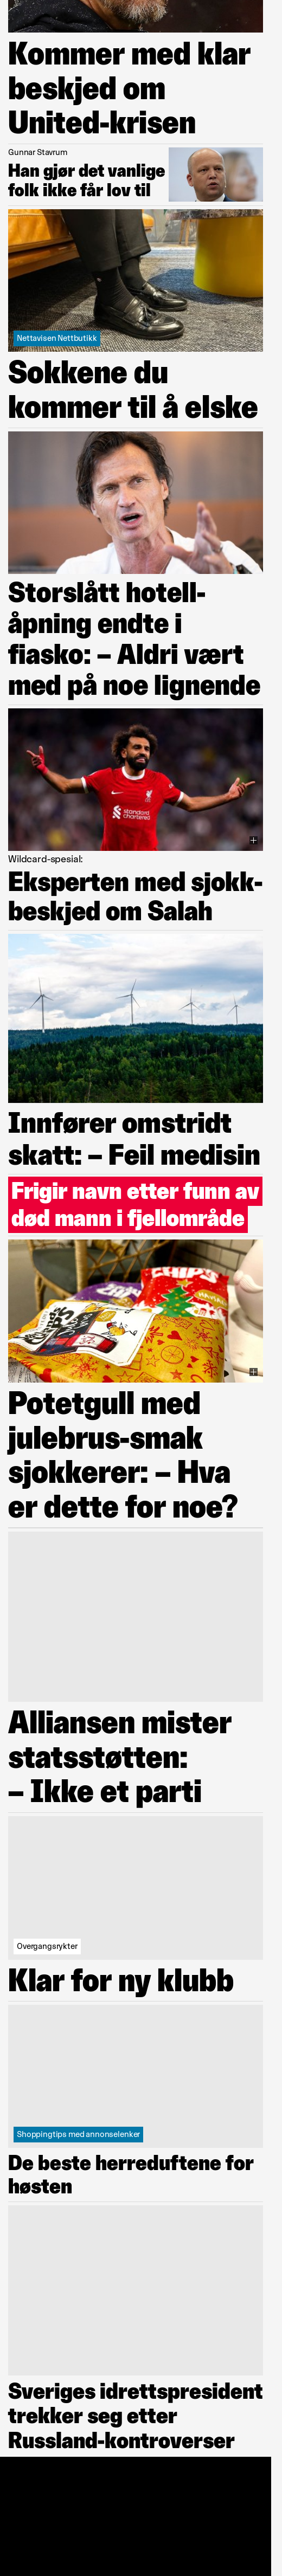 Kommer med klar
beskjed om
United-krisen
Gunnar Stavrum
Han gjør det vanlige
folk ikke får lov til
Nettavisen Nettbutikk
Sokkene du
kommer til å elske
Storslått hotell-
åpning endte i
fiasko: – Aldri vært
med på noe lignende
standard
chartered
Wildcard-spesial:
Eksperten med sjokk-
beskjed om Salah
Innfører omstridt
skatt: – Feil medisin
Frigir navn etter funn av
død mann i fjellområde
CHIPS
Potetgull med
julebrus-smak
sjokkerer: – Hva
er dette for noe?
Alliansen mister
statsstøtten:
– Ikke et parti
Overgangsrykter
Klar for ny klubb
Shoppingtips med annonselenker
De beste herreduftene for
høsten
Sveriges idrettspresident
trekker seg etter
Russland-kontroverser